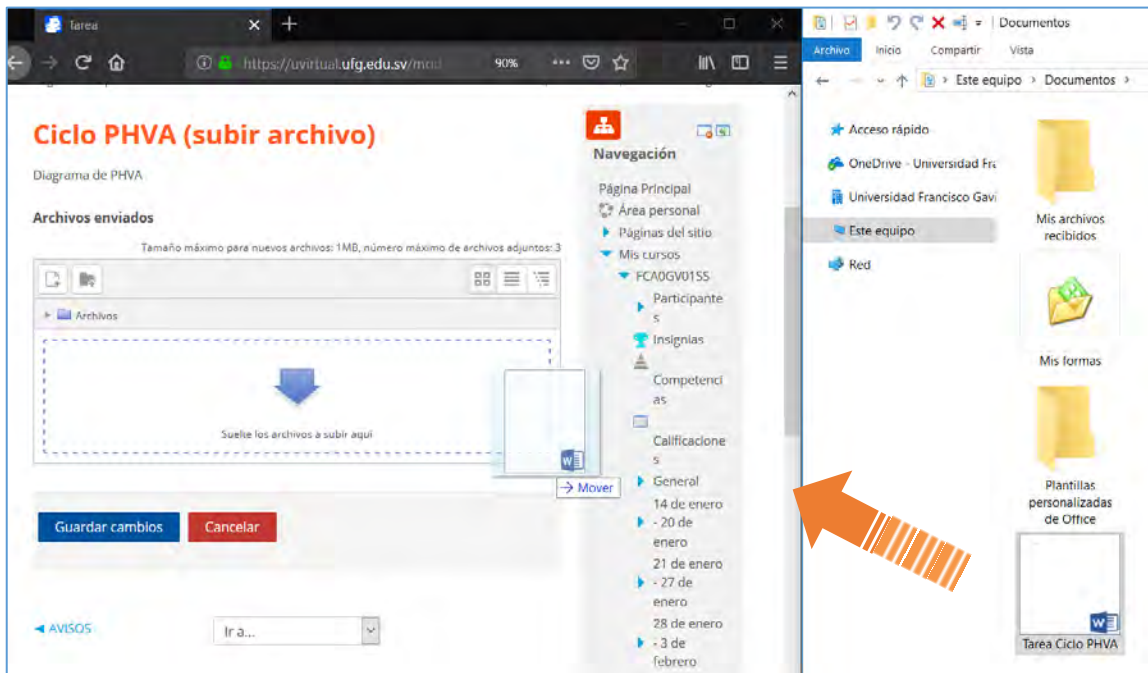 Tarea
https://uvirtual.ufg.edu.sv/mod
90%
Ciclo PHVA (subir archivo)
Diagrama de PHVA
Archivos enviados
Tamaño máximo para nuevos archivos: 1MB, número máximo de archivos adjuntos: 3
Archivos
Suelte los archivos a subir aquí
Mover
Guardar cambios
Cancelar
AVISOS
Ir a...
Navegación
Página Principal
Área personal
Páginas del sitio
Mis cursos
FCA0GV01SS
Participante
s
Insignias
Competenci
as
Calificacione
s
General
14 de enero
- 20 de
enero
21 de enero
- 27 de
enero
28 de enero
- 3 de
febrero
Documentos
Archivo Inicio Compartir Vista
Este equipo > Documentos >
Acceso rápido
OneDrive - Universidad Fra
Universidad Francisco Gavi
Este equipo
Red
Mis archivos
recibidos
Mis formas
Plantillas
personalizadas
de Office
W
Tarea Ciclo PHVA